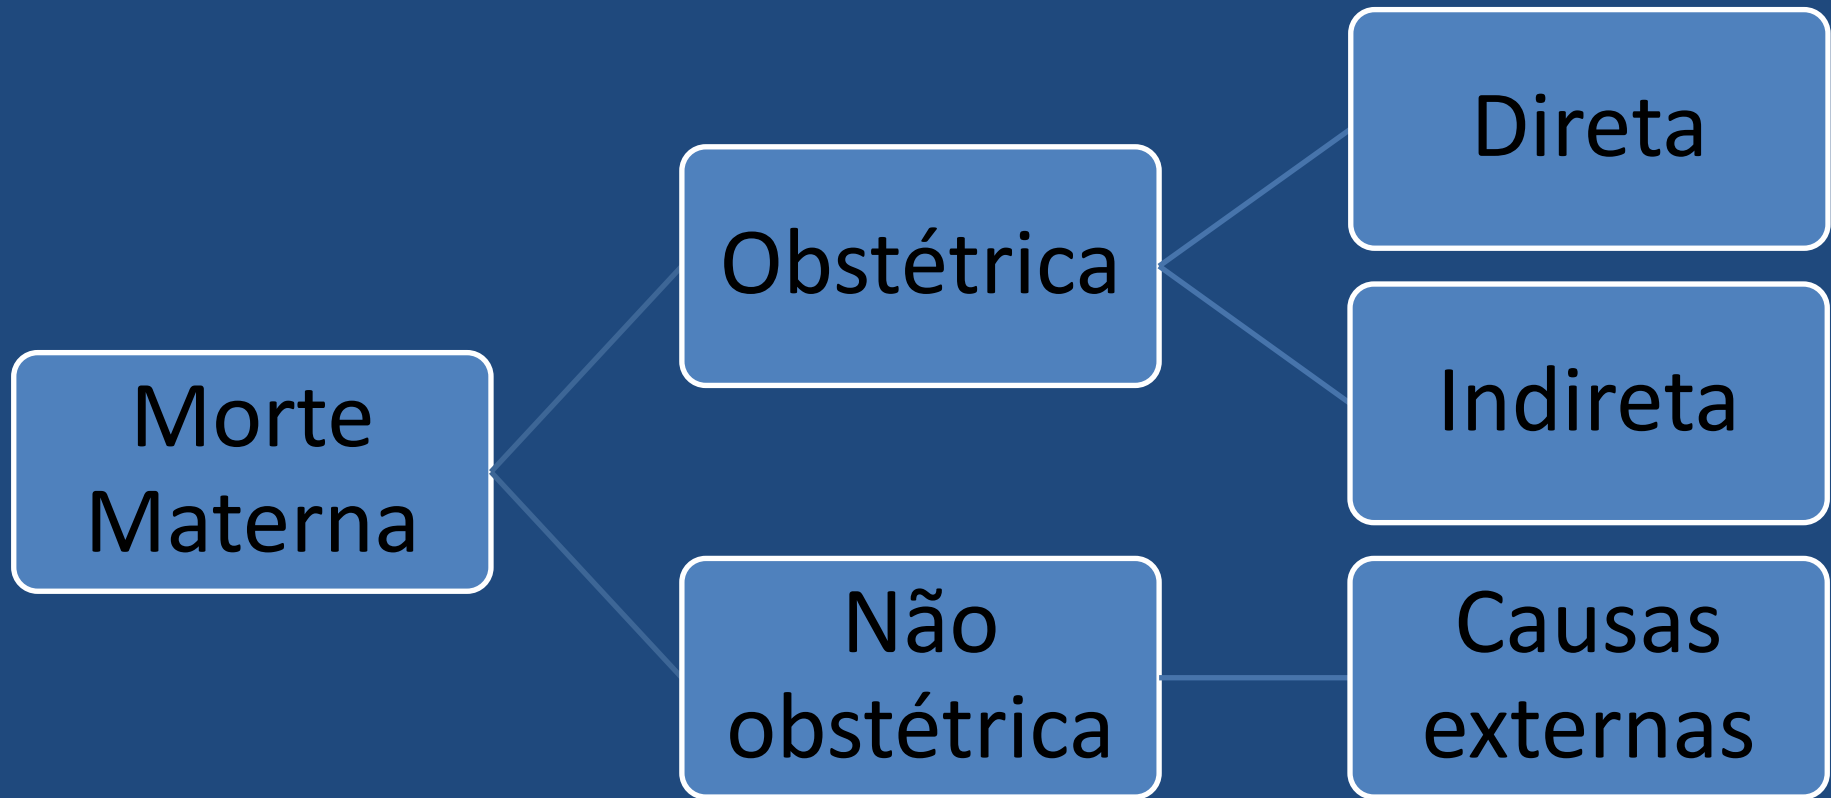 Morte
Materna
Obstétrica
Direta
Indireta
Não
obstétrica
Causas
externas